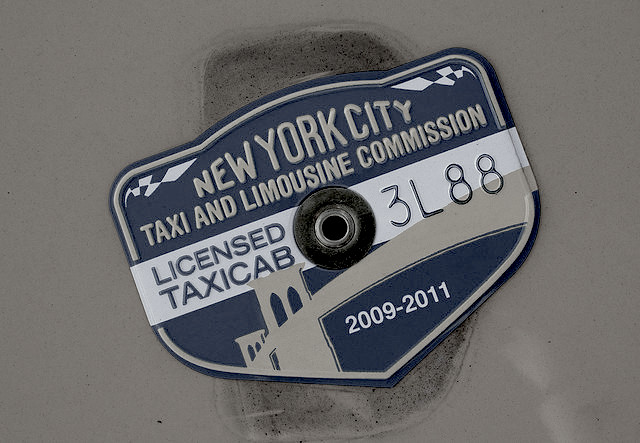 NEW YORK CITY
TAXI AND LIMOUSINE COMMISSION
LICENSED
TAXICAB
3L88
2009-2011